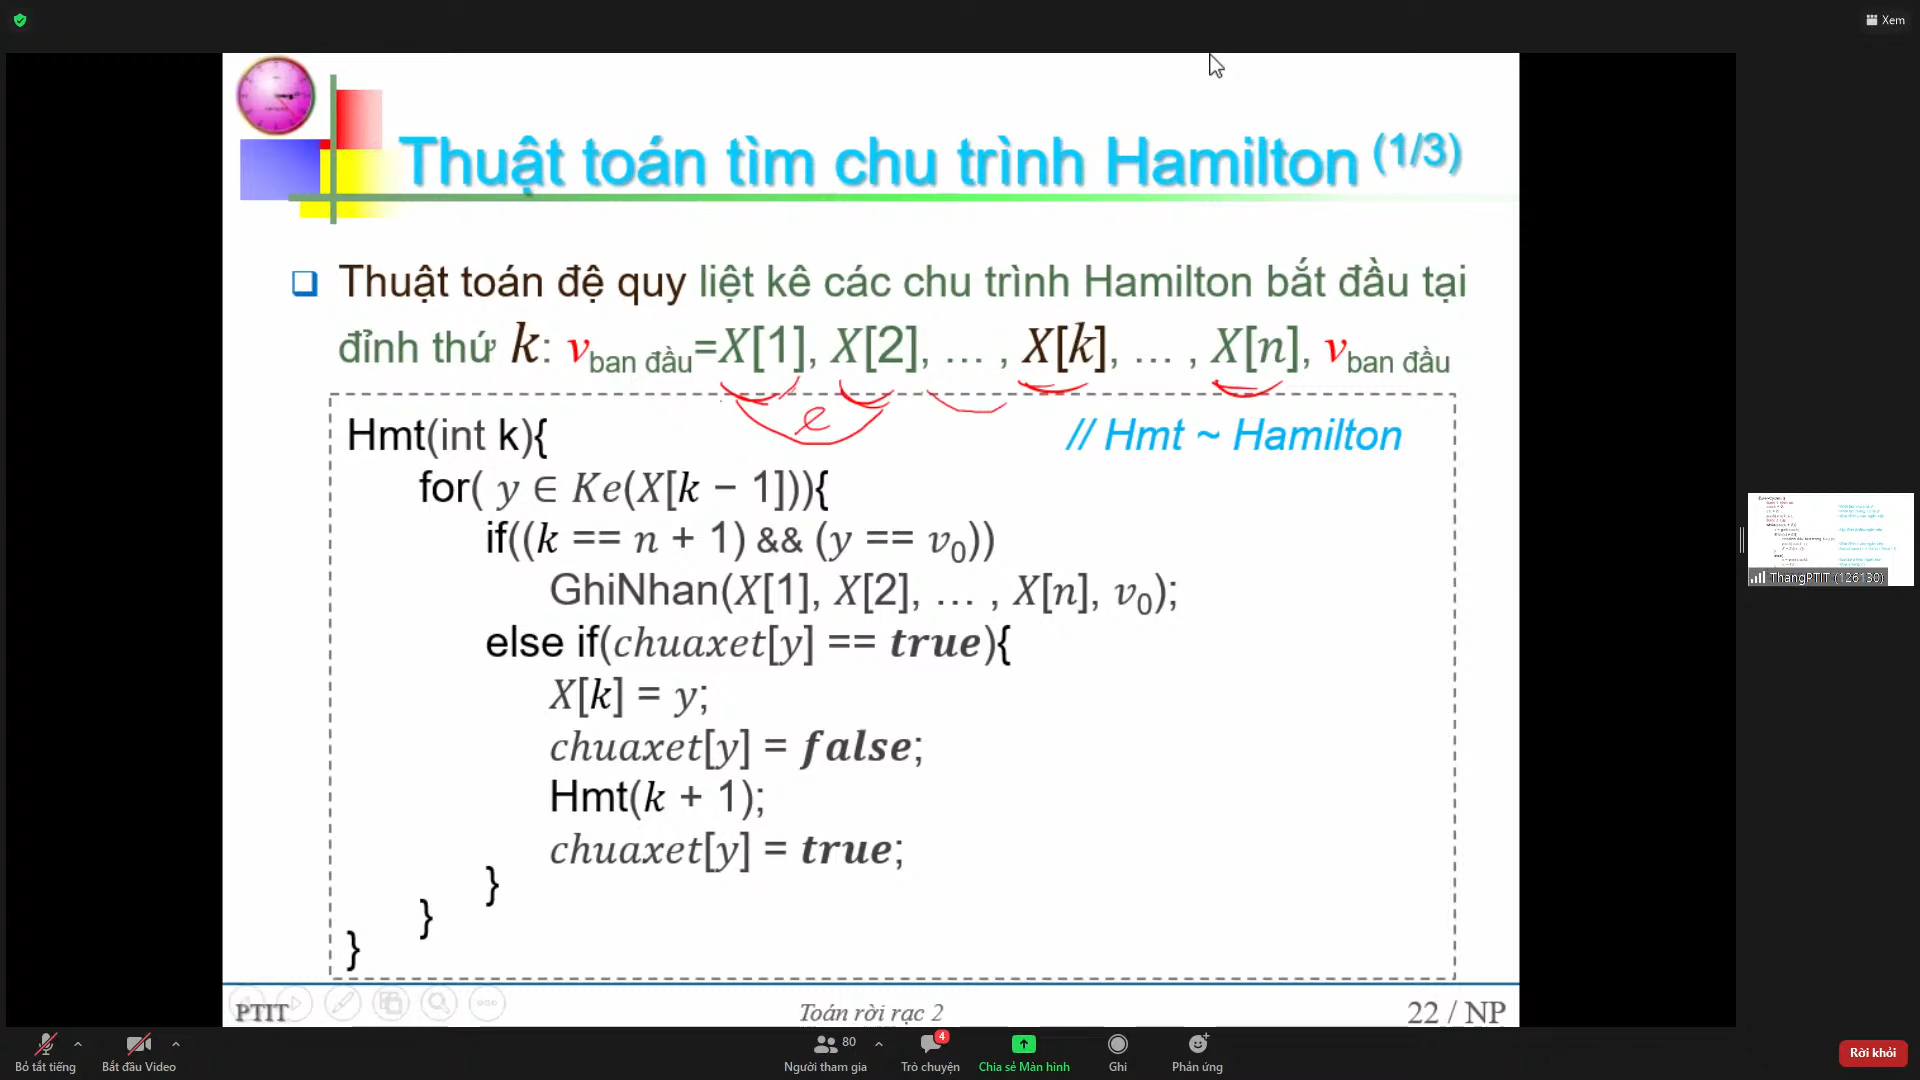 Xem
Thuật toán tìm chu trình Hamilton (1/3)
Thuật toán đệ quy liệt kê các chu trình Hamilton bắt đầu tại
đỉnh thứ k: v ban đầu=X[1], X[2], … , X[k], … , X[n], v ban đầu
e
Hmt(int k){ // Hmt ~ Hamilton
for( y ∈ Ke(X[k − 1])){
if((k == n + 1) && (y == v₀))
GhiNhan(X[1], X[2], … , X[n], v₀);
else if(chuaxet[y] == true){
X[k] = y;
chuaxet[y] = false;
Hmt(k + 1);
chuaxet[y] = true;
}
}
}
PTIT Toán rời rạc 2 22 / NP
ThangPTIT (126130)
80 4
Bỏ tắt tiếng Bắt đầu Video Người tham gia Trò chuyện Chia sẻ Màn hình Ghi Phản ứng Rời khỏi